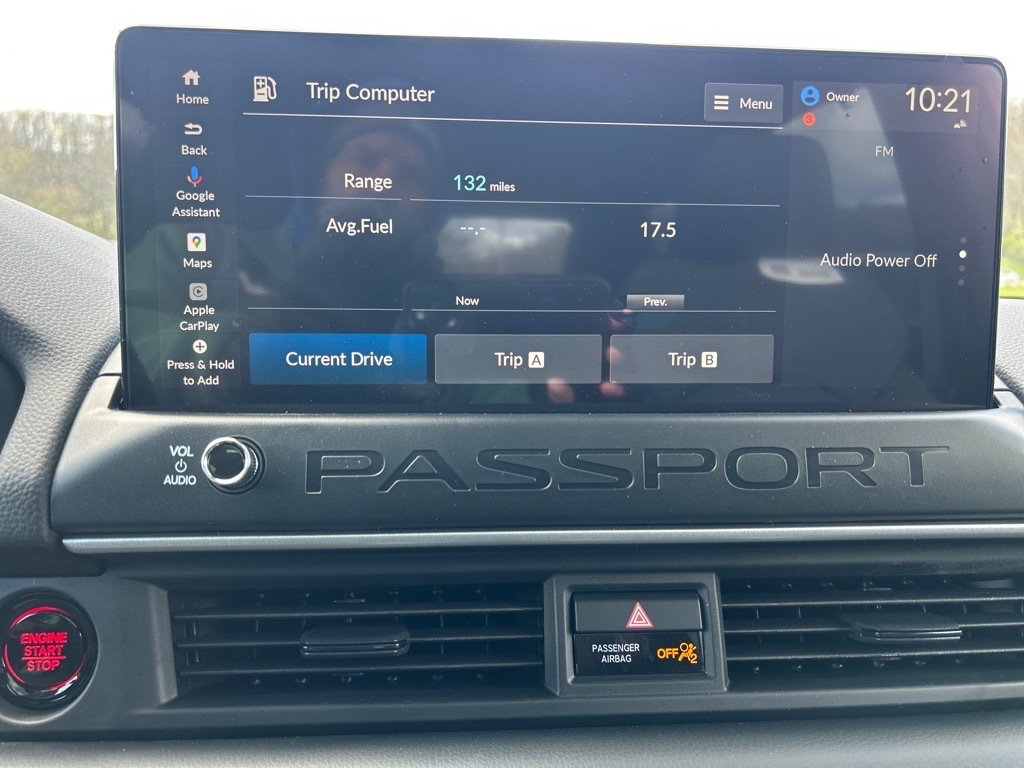 Home
Back
Google
Assistant
Maps
Apple
CarPlay
Press & Hold
to Add
Trip Computer
Menu
Range
132 miles
Avg.Fuel
--.-
17.5
Now
Prev.
Current Drive
Trip A
Trip B
Owner
3
10:21
FM
Audio Power Off
VOL
AUDIO
PASSPORT
ENGINE
START
STOP
PASSENGER
AIRBAG
OFF
2